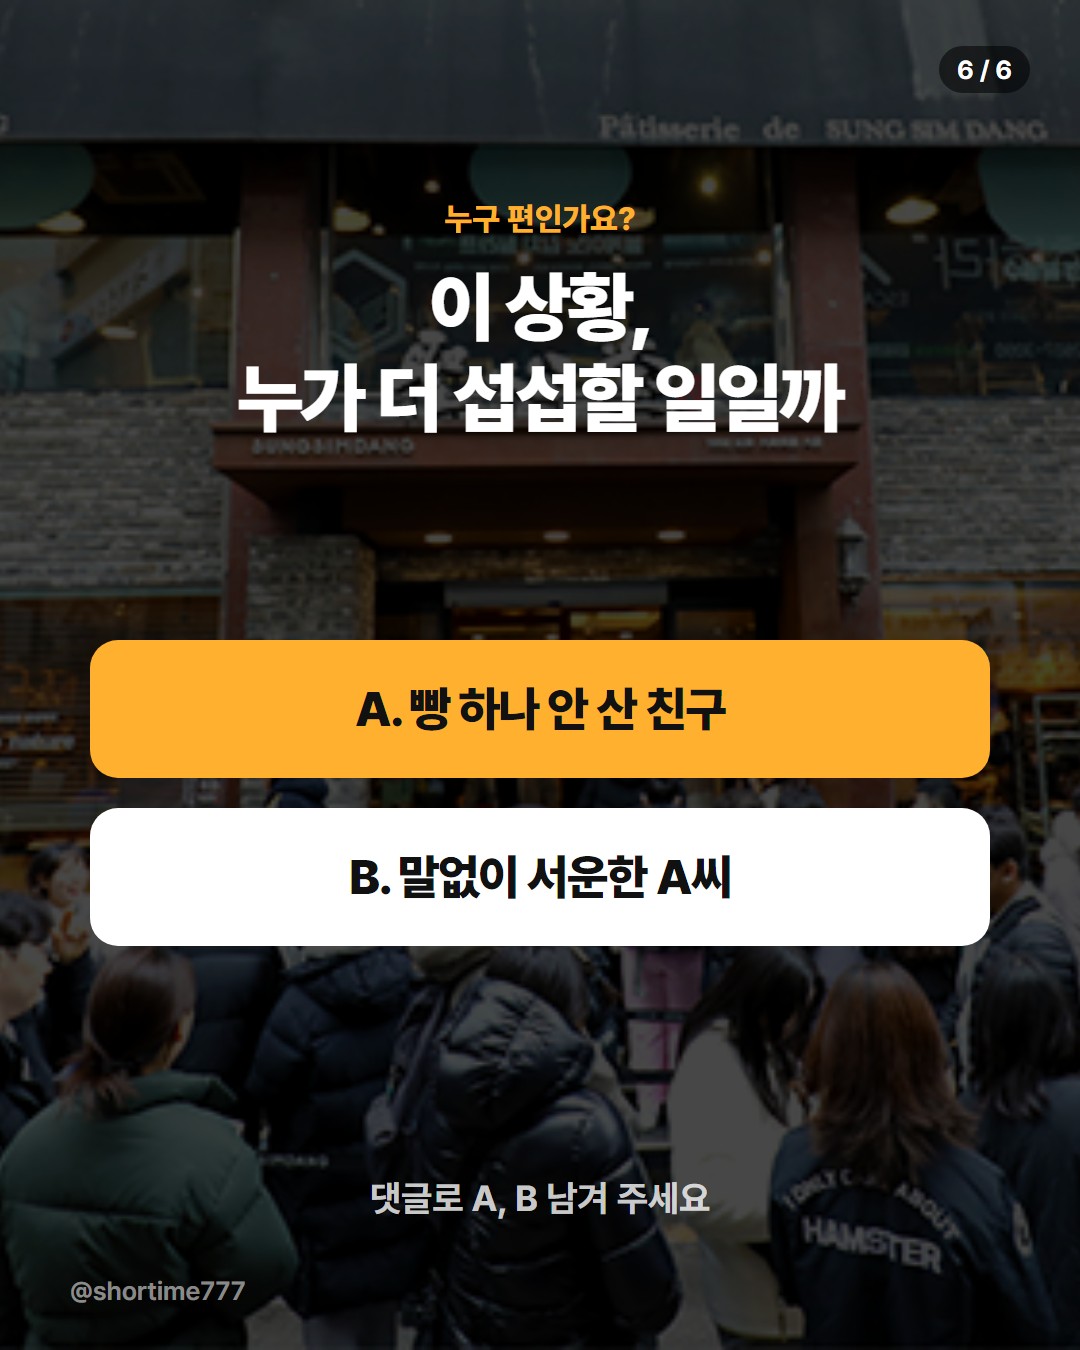 6 / 6
Pâtisserie de SUNG SIM DANG
누구 편인가요?
이 상황,
누가 더 섭섭할 일일까
SUNGSIMDANG
A. 빵 하나 안 산 친구
B. 말없이 서운한 A씨
I ONLY C ABOUT
HAMSTER
댓글로 A, B 남겨 주세요
@shortime777